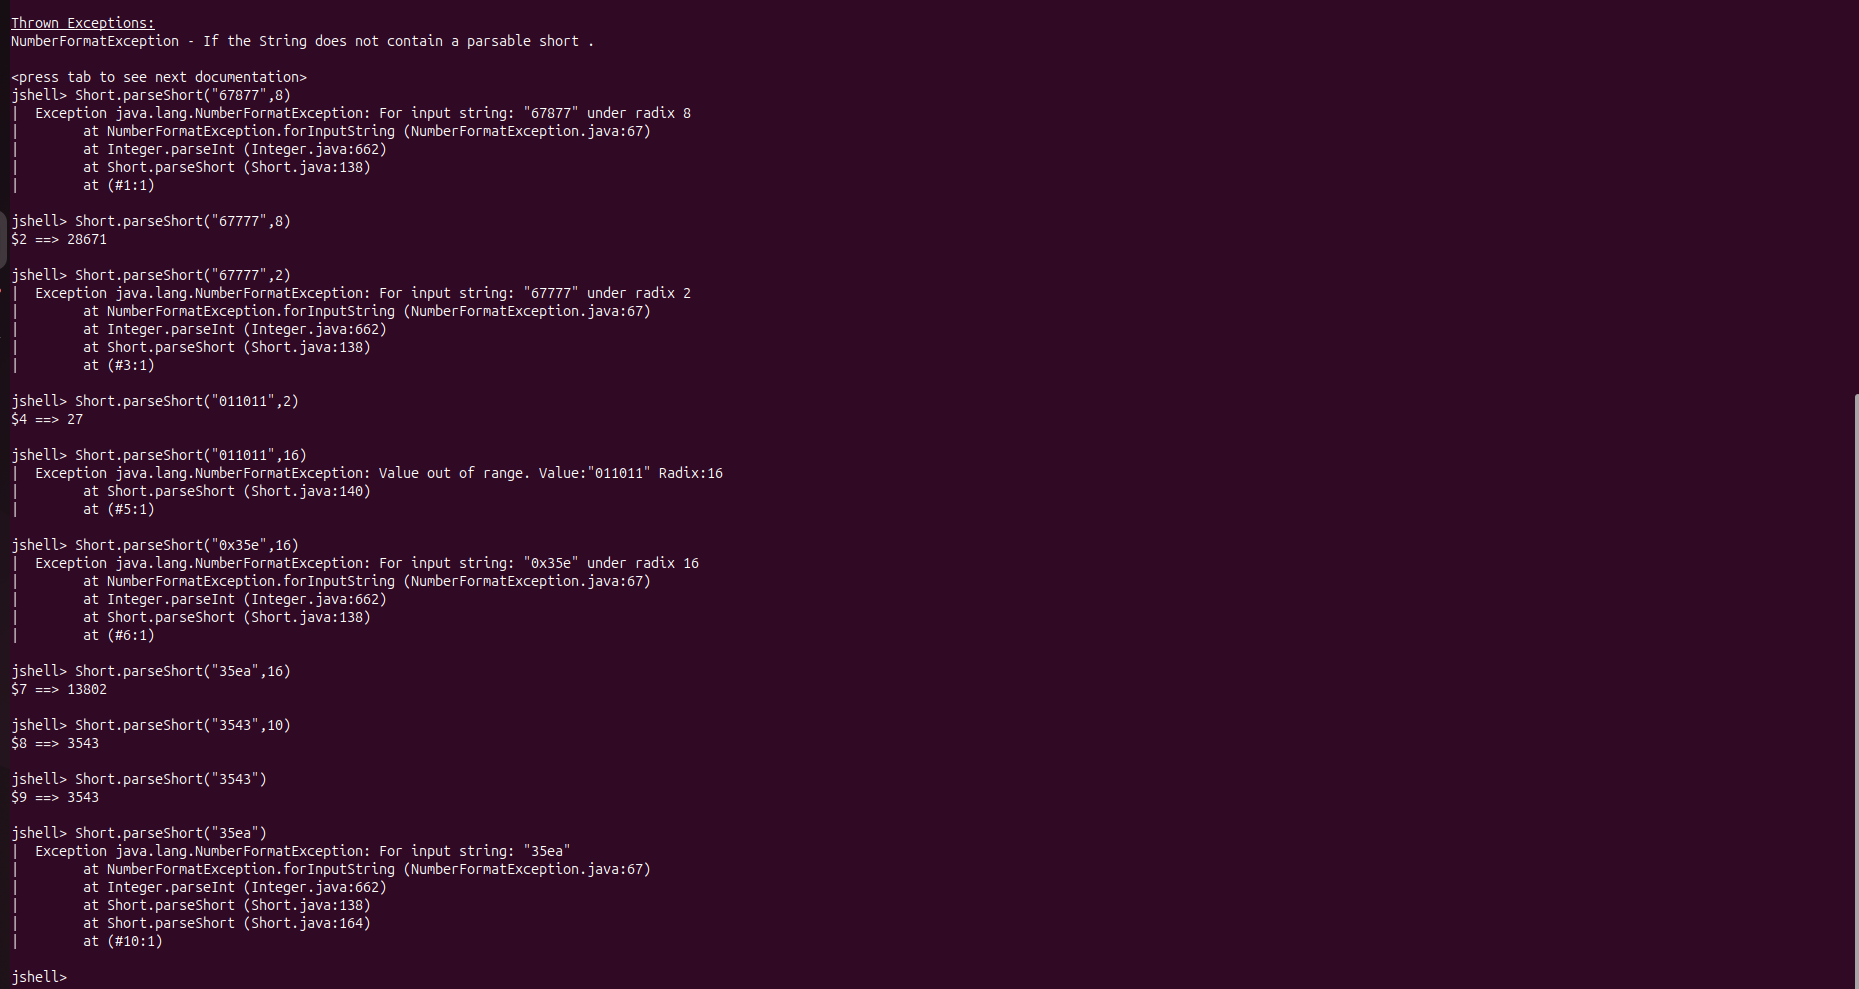 Thrown Exceptions:
NumberFormatException - If the String does not contain a parsable short .
<press tab to see next documentation>
jshell> Short.parseShort("67877",8)
|  Exception java.lang.NumberFormatException: For input string: "67877" under radix 8
|        at NumberFormatException.forInputString (NumberFormatException.java:67)
|        at Integer.parseInt (Integer.java:662)
|        at Short.parseShort (Short.java:138)
|        at (#1:1)
jshell> Short.parseShort("67777",8)
$2 ==> 28671
jshell> Short.parseShort("67777",2)
|  Exception java.lang.NumberFormatException: For input string: "67777" under radix 2
|        at NumberFormatException.forInputString (NumberFormatException.java:67)
|        at Integer.parseInt (Integer.java:662)
|        at Short.parseShort (Short.java:138)
|        at (#3:1)
jshell> Short.parseShort("011011",2)
$4 ==> 27
jshell> Short.parseShort("011011",16)
|  Exception java.lang.NumberFormatException: Value out of range. Value:"011011" Radix:16
|        at Short.parseShort (Short.java:140)
|        at (#5:1)
jshell> Short.parseShort("0x35e",16)
|  Exception java.lang.NumberFormatException: For input string: "0x35e" under radix 16
|        at NumberFormatException.forInputString (NumberFormatException.java:67)
|        at Integer.parseInt (Integer.java:662)
|        at Short.parseShort (Short.java:138)
|        at (#6:1)
jshell> Short.parseShort("35ea",16)
$7 ==> 13802
jshell> Short.parseShort("3543",10)
$8 ==> 3543
jshell> Short.parseShort("3543")
$9 ==> 3543
jshell> Short.parseShort("35ea")
|  Exception java.lang.NumberFormatException: For input string: "35ea"
|        at NumberFormatException.forInputString (NumberFormatException.java:67)
|        at Integer.parseInt (Integer.java:662)
|        at Short.parseShort (Short.java:138)
|        at Short.parseShort (Short.java:164)
|        at (#10:1)
jshell>